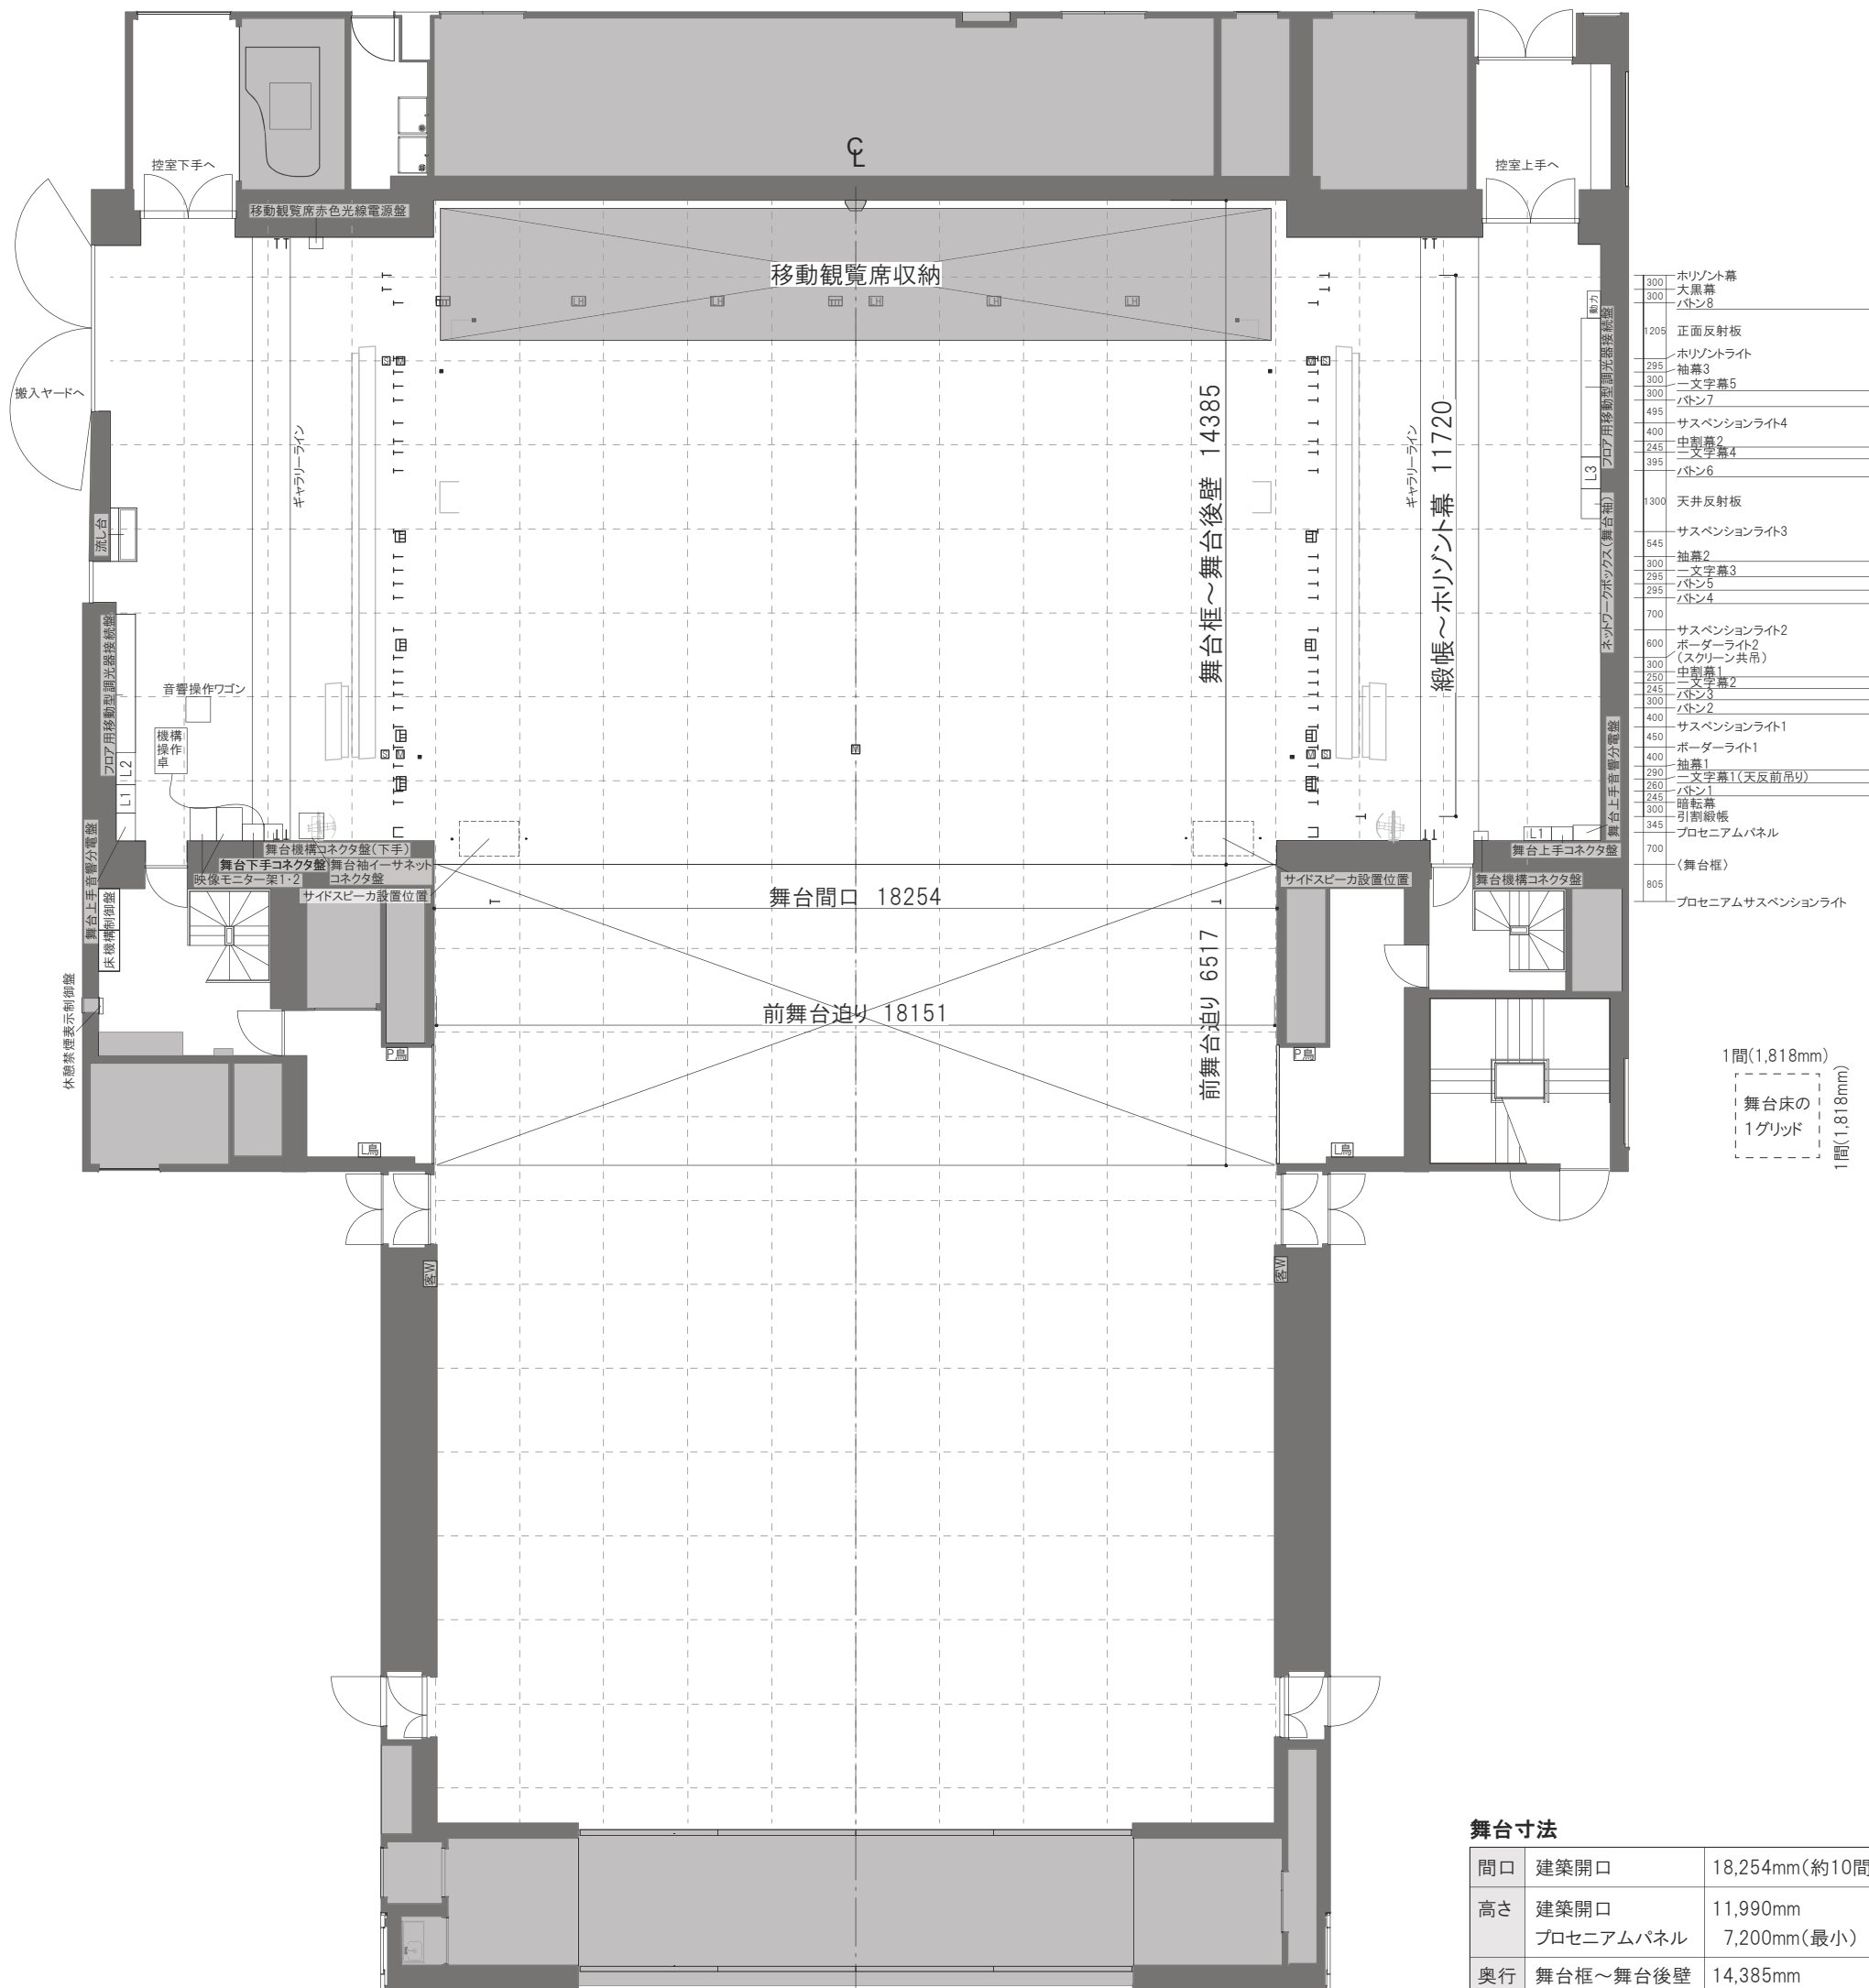 控室下手へ
控室上手へ
移動観覧席赤色光線電源盤
移動観覧席収納
搬入ヤードへ
ギャラリーライン
ギャラリーライン
流し台
フロア用移動型調光器接続盤
L2
L1
音響操作ワゴン
機構
操作
卓
舞台框～舞台後壁 14385
緞帳～ホリゾント幕 11720
動力
フロア用移動型調光器接続盤
L3
ネットワークボックス(舞台袖)
舞台上手音響分電盤
L1
舞台上手コネクタ盤
舞台機構コネクタ盤
舞台上手音響分電盤
舞台機構コネクタ盤(下手)
舞台下手コネクタ盤
舞台袖イーサネット
コネクタ盤
映像モニター架1・2
サイドスピーカ設置位置
サイドスピーカ設置位置
床機構制御盤
休憩禁煙表示制御盤
舞台間口 18254
前舞台迫り 18151
前舞台迫り 6517
P鳥
P鳥
L鳥
L鳥
客W
客W
300
300
1205
295
300
300
495
400
245
395
1300
545
300
295
295
700
600
300
250
245
300
400
450
400
290
260
245
300
345
700
805
ホリゾント幕
大黒幕
バトン8
正面反射板
ホリゾントライト
袖幕3
一文字幕5
バトン7
サスペンションライト4
中割幕2
一文字幕4
バトン6
天井反射板
サスペンションライト3
袖幕2
一文字幕3
バトン5
バトン4
サスペンションライト2
ボーダーライト2
(スクリーン共吊)
中割幕1
一文字幕2
バトン3
バトン2
サスペンションライト1
ボーダーライト1
袖幕1
一文字幕1(天反前吊り)
バトン1
暗転幕
引割緞帳
プロセニアムパネル
〈舞台框〉
プロセニアムサスペンションライト
1間(1,818mm)
舞台床の
1グリッド
1間(1,818mm)
舞台寸法
間口 建築開口 18,254mm(約10間
高さ 建築開口 11,990mm
プロセニアムパネル 7,200mm(最小)
奥行 舞台框～舞台後壁 14,385mm